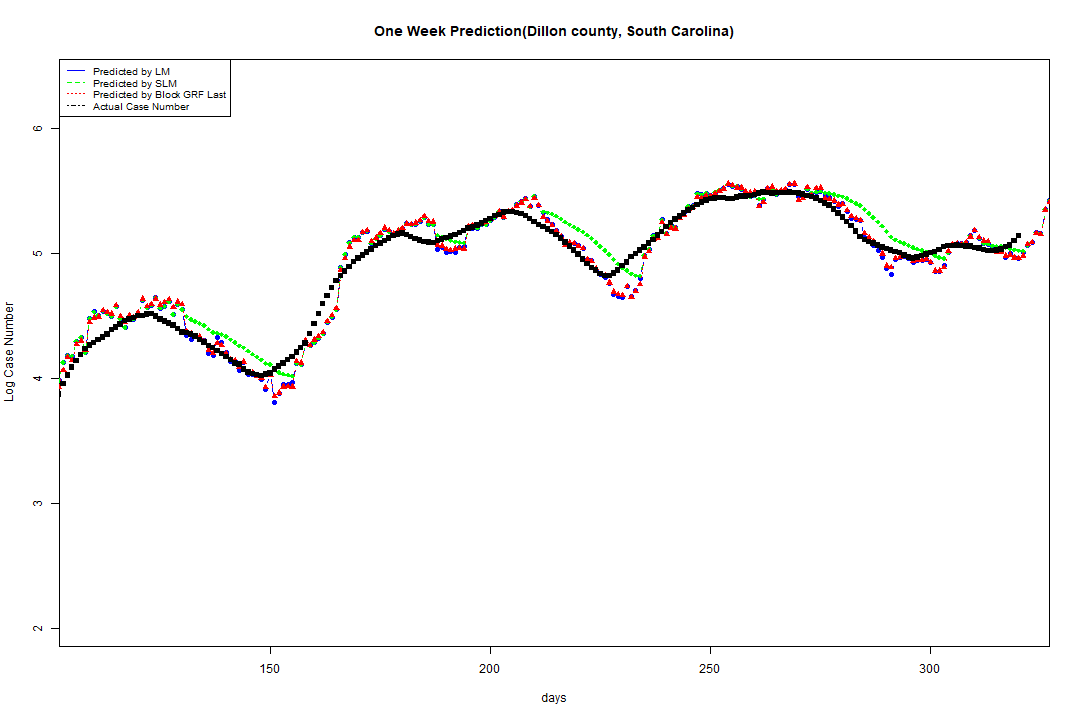 One Week Prediction(Dillon county, South Carolina)
Predicted by LM
Predicted by SLM
Predicted by Block GRF Last
Actual Case Number
6
5
4
3
2
Log Case Number
150 200 250 300
days